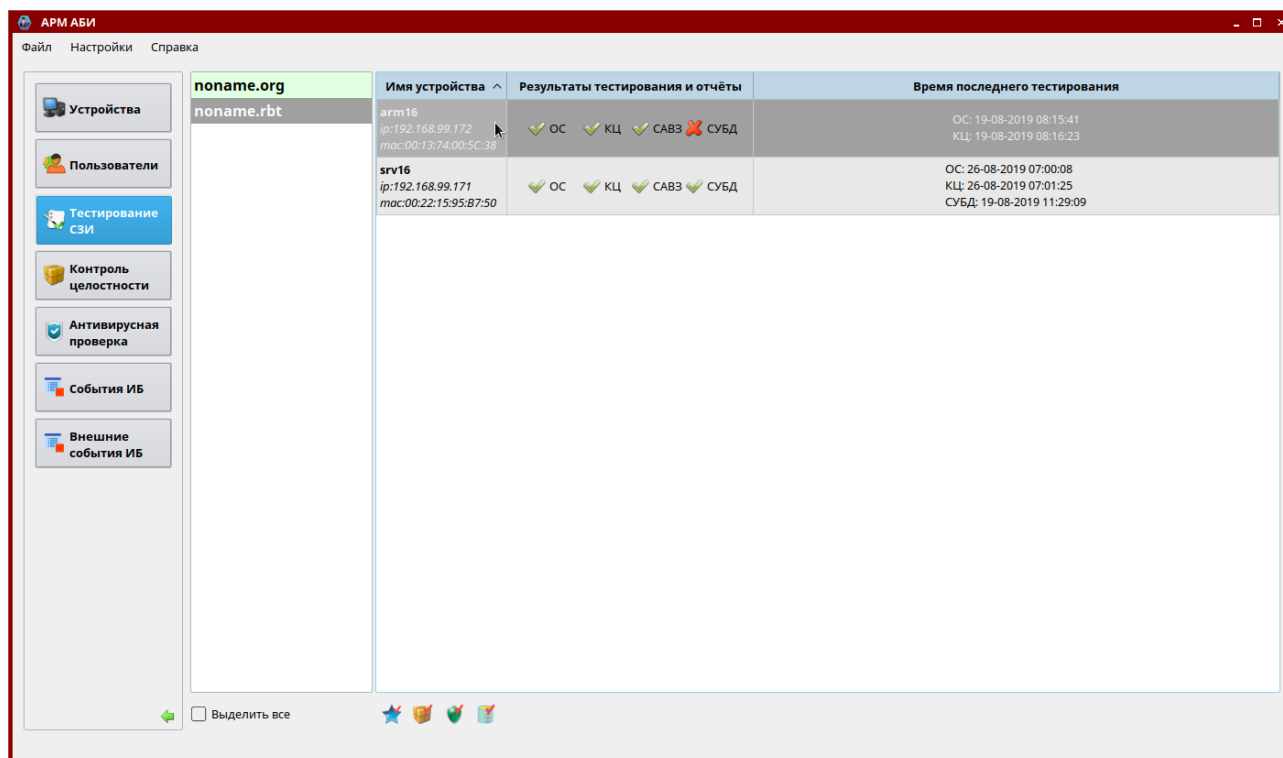 АРМ АБИ
Файл Настройки Справка
Устройства
Пользователи
Тестирование
СЗИ
Контроль
целостности
Антивирусная
проверка
События ИБ
Внешние
события ИБ
noname.org
noname.rbt
Имя устройства Результаты тестирования и отчёты Время последнего тестирования
arm16
ip:192.168.99.172
mac:00:13:74:00:5C:38
ОС КЦ САВЗ СУБД
ОС: 19-08-2019 08:15:41
КЦ: 19-08-2019 08:16:23
srv16
ip:192.168.99.171
mac:00:22:15:95:B7:50
ОС КЦ САВЗ СУБД
ОС: 26-08-2019 07:00:08
КЦ: 26-08-2019 07:01:25
СУБД: 19-08-2019 11:29:09
Выделить все